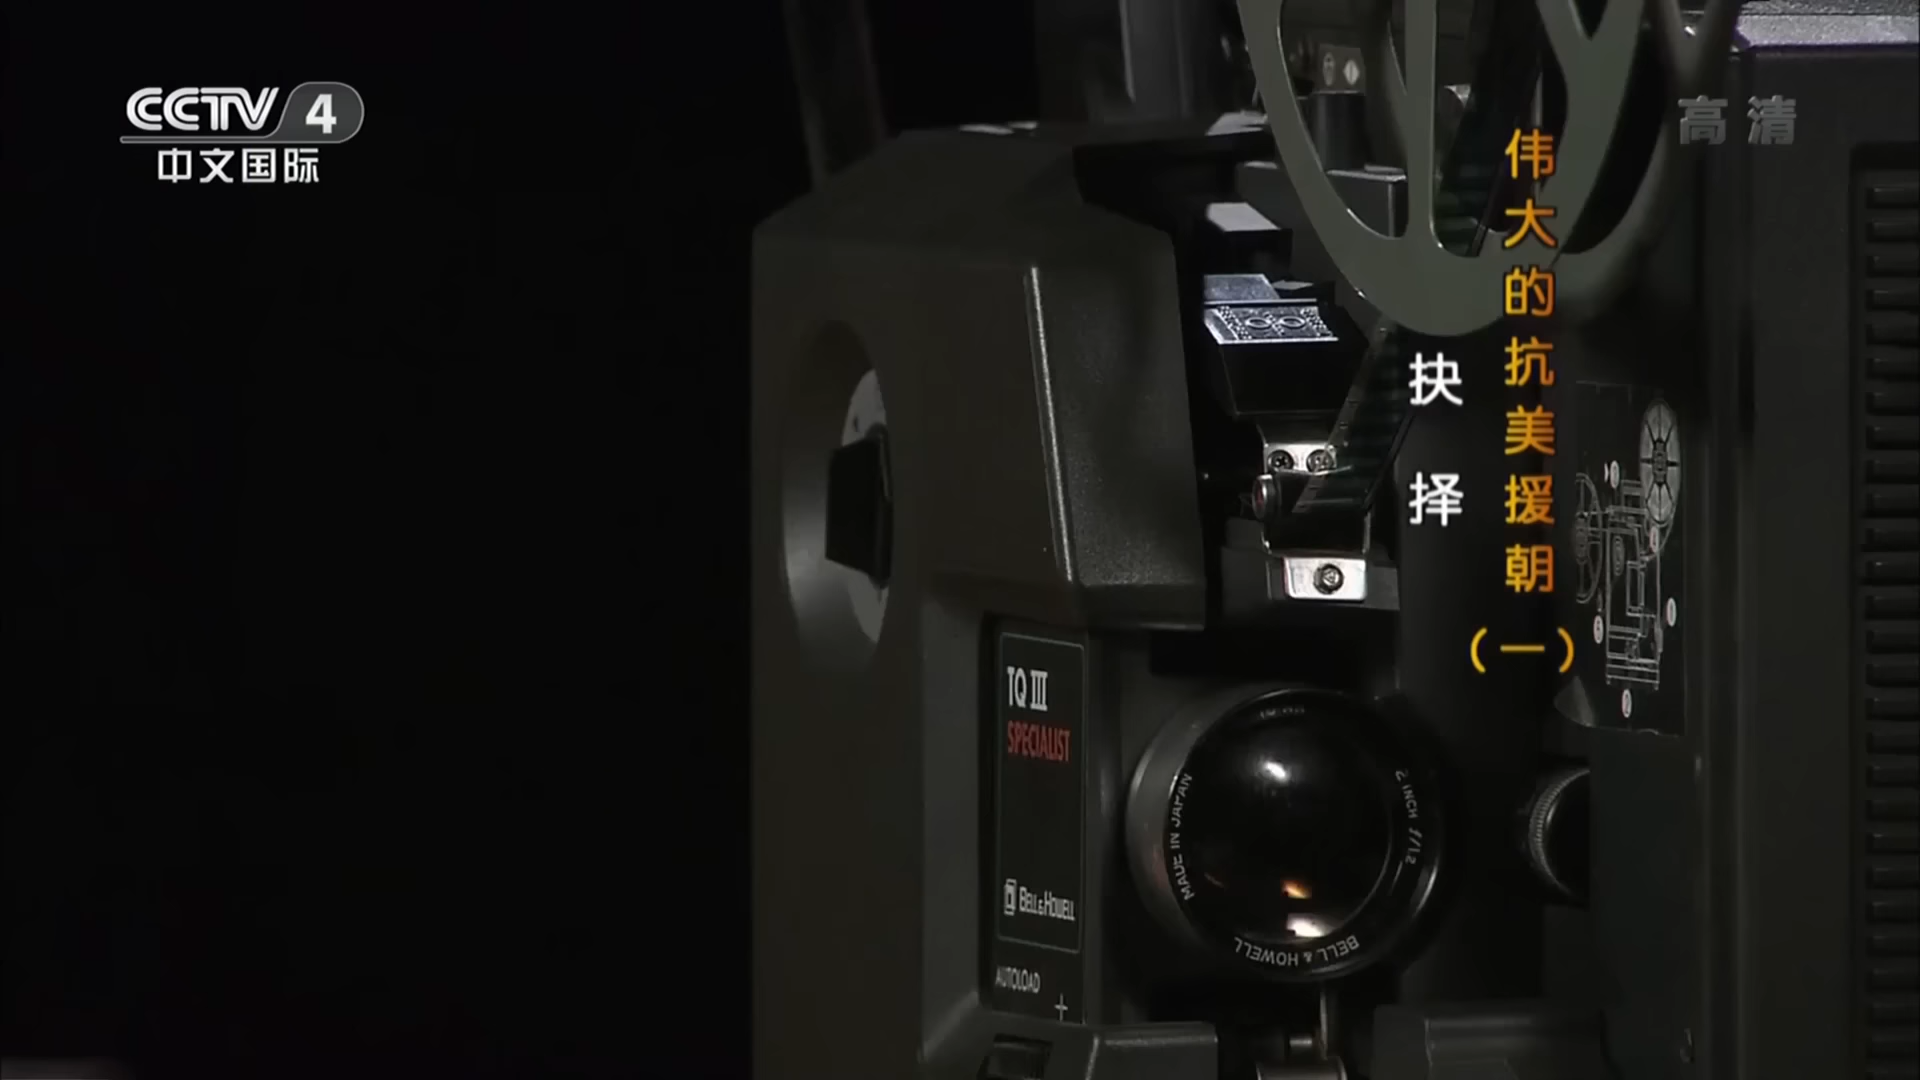 CCTV 4
中文国际
高清
伟大的抗美援朝
（一）
抉择
TQ III
SPECIALIST
BELL & HOWELL
AUTOLOAD
MADE IN JAPAN
2 INCH f/1.2
BELL & HOWELL